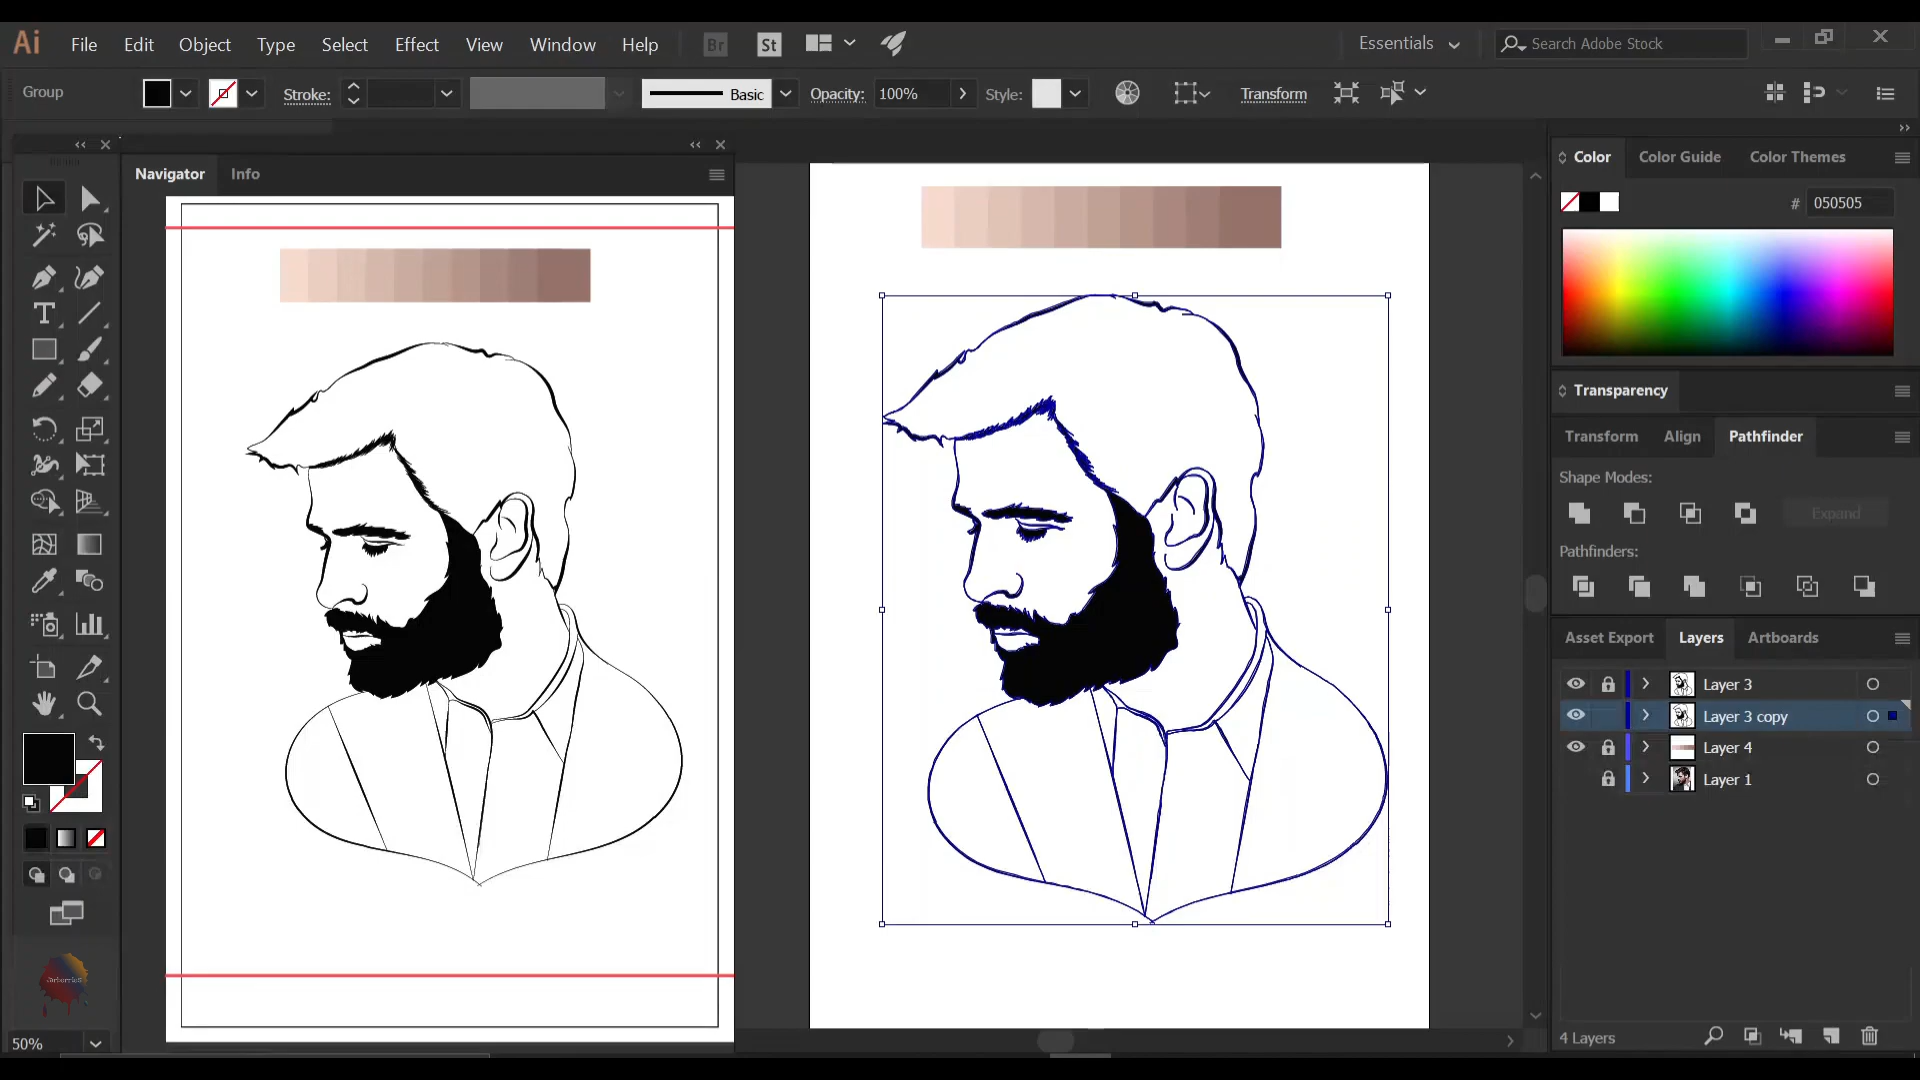 Ai File Edit Object Type Select Effect View Window Help Br St Essentials Search Adobe Stock
Group Stroke: Basic Opacity: 100% Style: Transform
Navigator Info
Color Color Guide Color Themes
# 050505
Transparency
Transform Align Pathfinder
Shape Modes:
Expand
Pathfinders:
Asset Export Layers Artboards
Layer 3
Layer 3 copy
Layer 4
Layer 1
50%
4 Layers